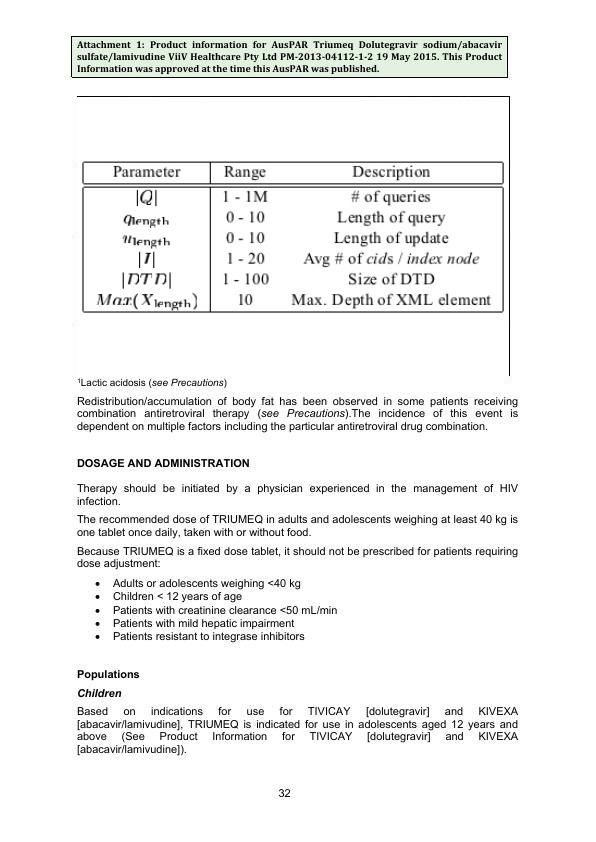 Attachment 1: Product information for AusPAR Triumeq Dolutegravir sodium/abacavir
sulfate/lamivudine ViiV Healthcare Pty Ltd PM-2013-04112-1-2 19 May 2015. This Product
Information was approved at the time this AusPAR was published.
Parameter Range Description
|Q| 1 - 1M # of queries
qlength 0 - 10 Length of query
ulength 0 - 10 Length of update
|I| 1 - 20 Avg # of cids / index node
|DTD| 1 - 100 Size of DTD
Max(Xlength) 10 Max. Depth of XML element
¹Lactic acidosis (see Precautions)
Redistribution/accumulation of body fat has been observed in some patients receiving
combination antiretroviral therapy (see Precautions).The incidence of this event is
dependent on multiple factors including the particular antiretroviral drug combination.
DOSAGE AND ADMINISTRATION
Therapy should be initiated by a physician experienced in the management of HIV
infection.
The recommended dose of TRIUMEQ in adults and adolescents weighing at least 40 kg is
one tablet once daily, taken with or without food.
Because TRIUMEQ is a fixed dose tablet, it should not be prescribed for patients requiring
dose adjustment:
• Adults or adolescents weighing <40 kg
• Children < 12 years of age
• Patients with creatinine clearance <50 mL/min
• Patients with mild hepatic impairment
• Patients resistant to integrase inhibitors
Populations
Children
Based on indications for use for TIVICAY [dolutegravir] and KIVEXA
[abacavir/lamivudine], TRIUMEQ is indicated for use in adolescents aged 12 years and
above (See Product Information for TIVICAY [dolutegravir] and KIVEXA
[abacavir/lamivudine]).
32